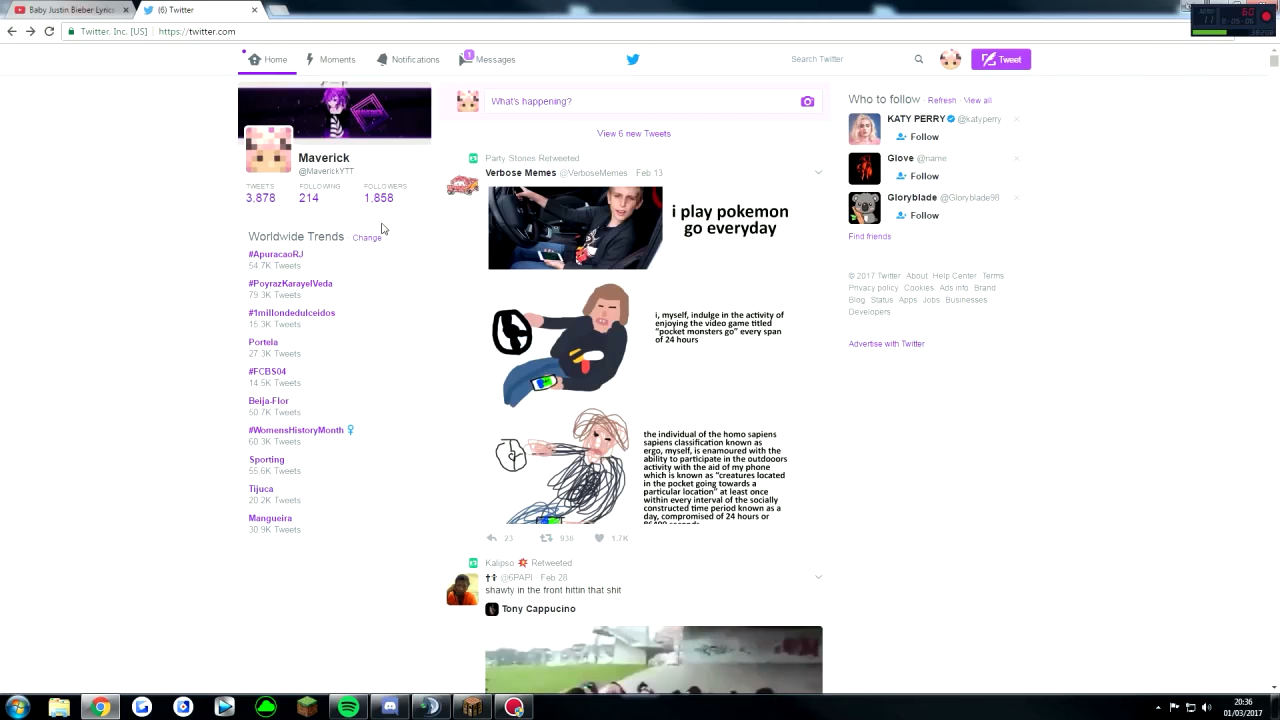 Baby Justin Bieber Lyrics
(6) Twitter
Twitter, Inc. [US]
https://twitter.com
60
Home
Moments
Notifications
1
Messages
Search Twitter
Tweet
Maverick
@MaverickYTT
TWEETS
FOLLOWING
FOLLOWERS
3,878
214
1,858
Worldwide Trends · Change
#ApuracaoRJ
54.7K Tweets
#PoyrazKarayelVeda
79.3K Tweets
#1millondedulceidos
15.3K Tweets
Portela
27.3K Tweets
#FCBS04
14.5K Tweets
Beija-Flor
50.7K Tweets
#WomensHistoryMonth
60.3K Tweets
Sporting
55.6K Tweets
Tijuca
20.2K Tweets
Mangueira
30.9K Tweets
What's happening?
View 6 new Tweets
Party Stories Retweeted
Verbose Memes @VerboseMemes · Feb 13
i play pokemon
go everyday
i, myself, indulge in the activity of
enjoying the video game titled
"pocket monsters go" every span
of 24 hours
the individual of the homo sapiens
sapiens classification known as
ergo, myself, is enamoured with the
ability to participate in the outdooors
activity with the aid of my phone
which is known as "creatures located
in the pocket going towards a
particular location" at least once
within every interval of the socially
constructed time period known as a
day, compromised of 24 hours or
86400 seconds
23
936
1.7K
Kalipso Retweeted
@6PAPI · Feb 28
shawty in the front hittin that shit
Tony Cappucino
Who to follow · Refresh · View all
KATY PERRY @katyperry
Follow
Glove @name
Follow
Gloryblade @Gloryblade98
Follow
Find friends
© 2017 Twitter About Help Center Terms
Privacy policy Cookies Ads info Brand
Blog Status Apps Jobs Businesses
Developers
Advertise with Twitter
20:36
01/03/2017